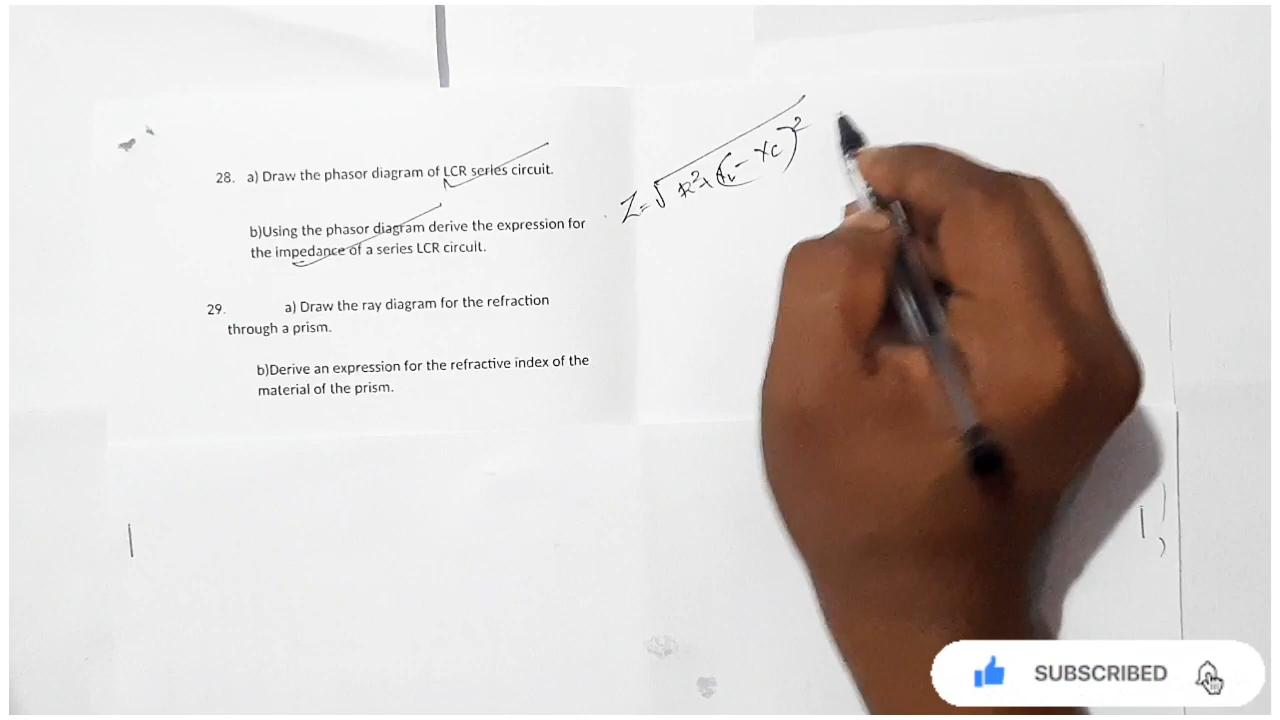 28. a) Draw the phasor diagram of LCR series circuit.
b)Using the phasor diagram derive the expression for
the impedance of a series LCR circuit.
29. a) Draw the ray diagram for the refraction
through a prism.
b)Derive an expression for the refractive index of the
material of the prism.
Z=√R²+(XL-XC)²
SUBSCRIBED